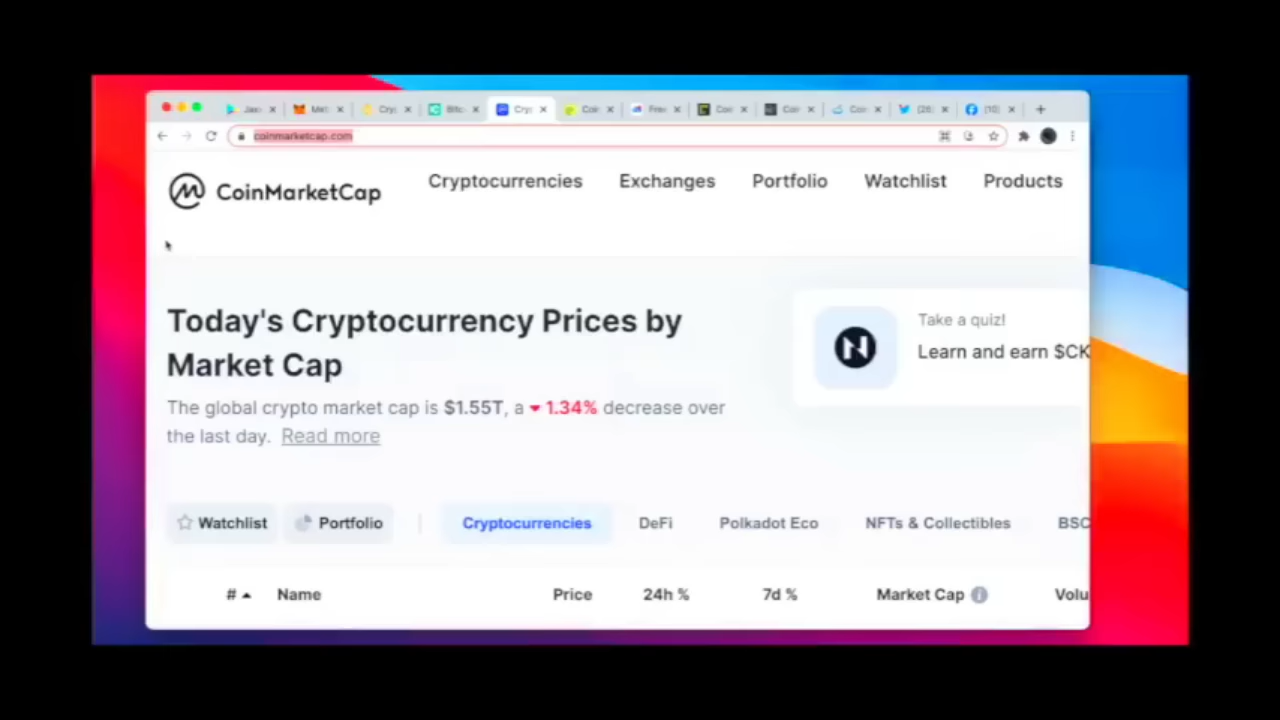 coinmarketcap.com
CoinMarketCap
Cryptocurrencies Exchanges Portfolio Watchlist Products
Today's Cryptocurrency Prices by
Market Cap
The global crypto market cap is $1.55T, a 1.34% decrease over
the last day. Read more
Take a quiz!
Learn and earn $CK
Watchlist Portfolio Cryptocurrencies DeFi Polkadot Eco NFTs & Collectibles BSC
# Name Price 24h % 7d % Market Cap Volu